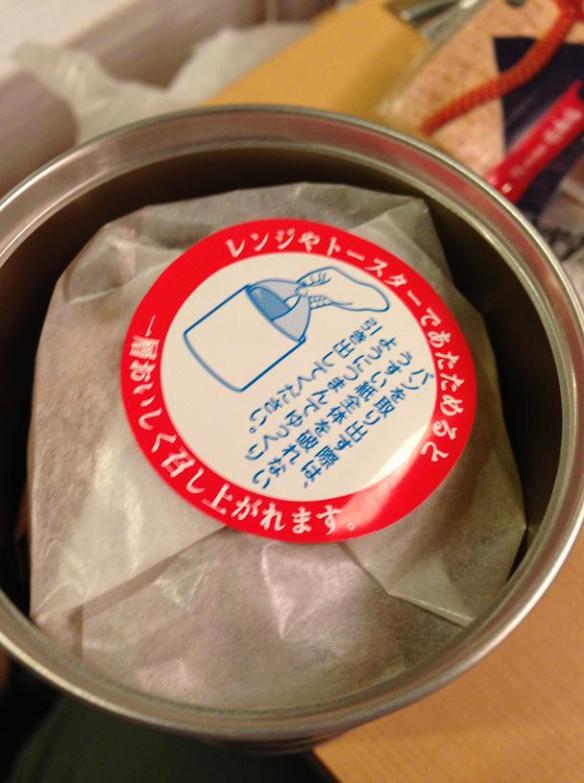 レンジやトースターであたためると
一層おいしく召し上がれます。
パンを取り出す際は、
うすい紙全体を破れない
ようにつまんでゆっくり
引き出してください。